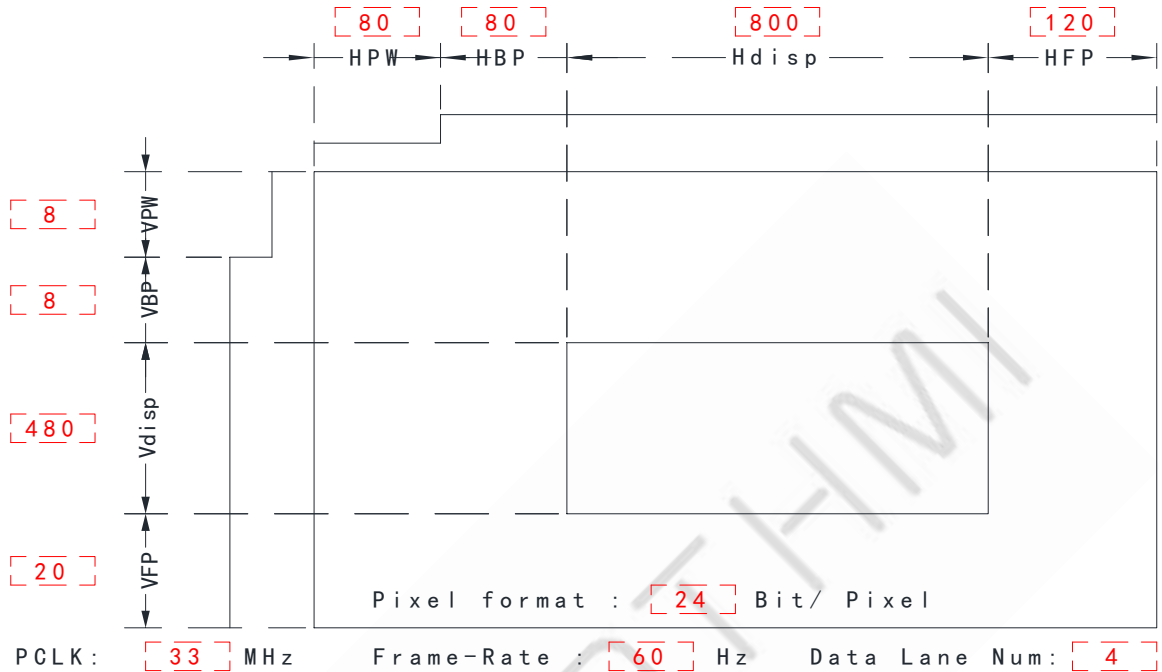 80 80 800 120
HPW HBP Hdisp HFP
8 VPW
8 VBP
480 Vdisp
20 VFP
Pixel format : 24 Bit/ Pixel
PCLK: 33 MHz Frame-Rate : 60 Hz Data Lane Num: 4
THMI